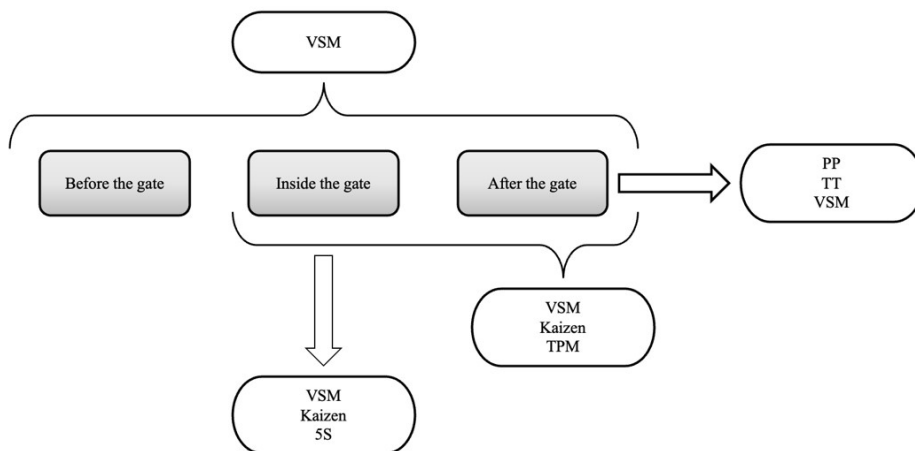 VSM
Before the gate
Inside the gate
After the gate
PP
TT
VSM
VSM
Kaizen
TPM
VSM
Kaizen
5S